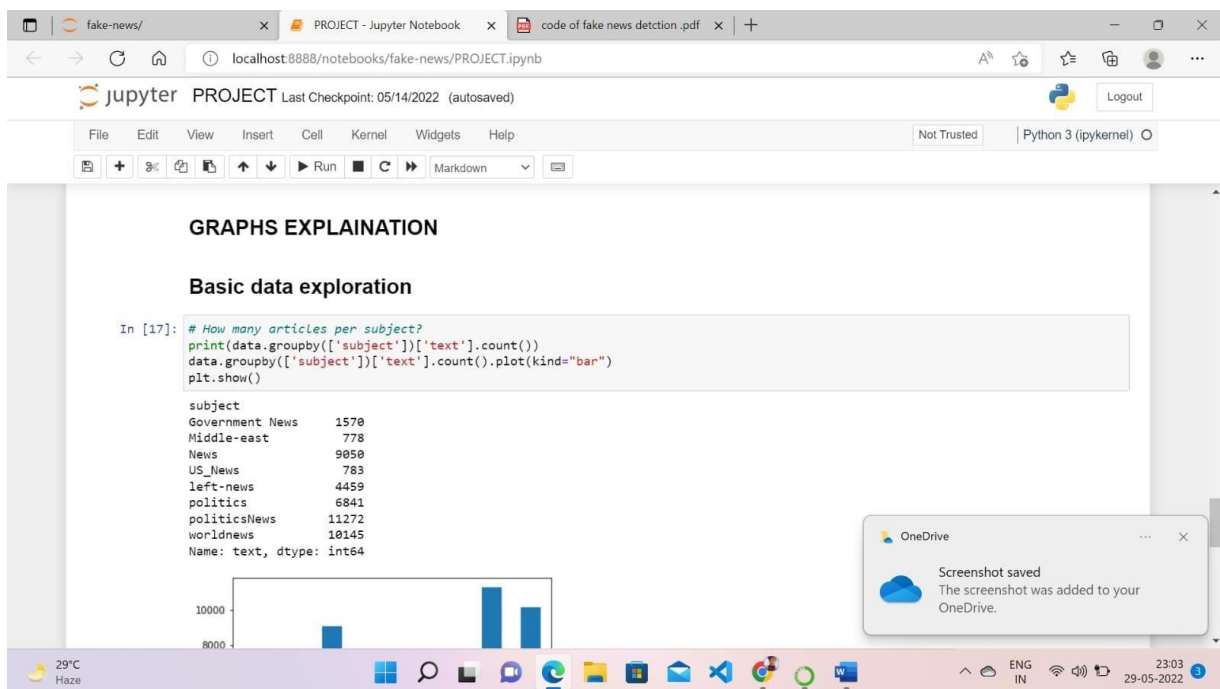 fake-news/
PROJECT - Jupyter Notebook
code of fake news detction .pdf
localhost:8888/notebooks/fake-news/PROJECT.ipynb
jupyter PROJECT Last Checkpoint: 05/14/2022 (autosaved)
Logout
File Edit View Insert Cell Kernel Widgets Help
Not Trusted
Python 3 (ipykernel)
Run
Markdown
GRAPHS EXPLAINATION
Basic data exploration
In [17]: # How many articles per subject?
print(data.groupby(['subject'])['text'].count())
data.groupby(['subject'])['text'].count().plot(kind="bar")
plt.show()
subject
Government News 1570
Middle-east 778
News 9050
US_News 783
left-news 4459
politics 6841
politicsNews 11272
worldnews 10145
Name: text, dtype: int64
10000
8000
OneDrive
Screenshot saved
The screenshot was added to your
OneDrive.
29°C
Haze
ENG
IN
23:03
29-05-2022
3